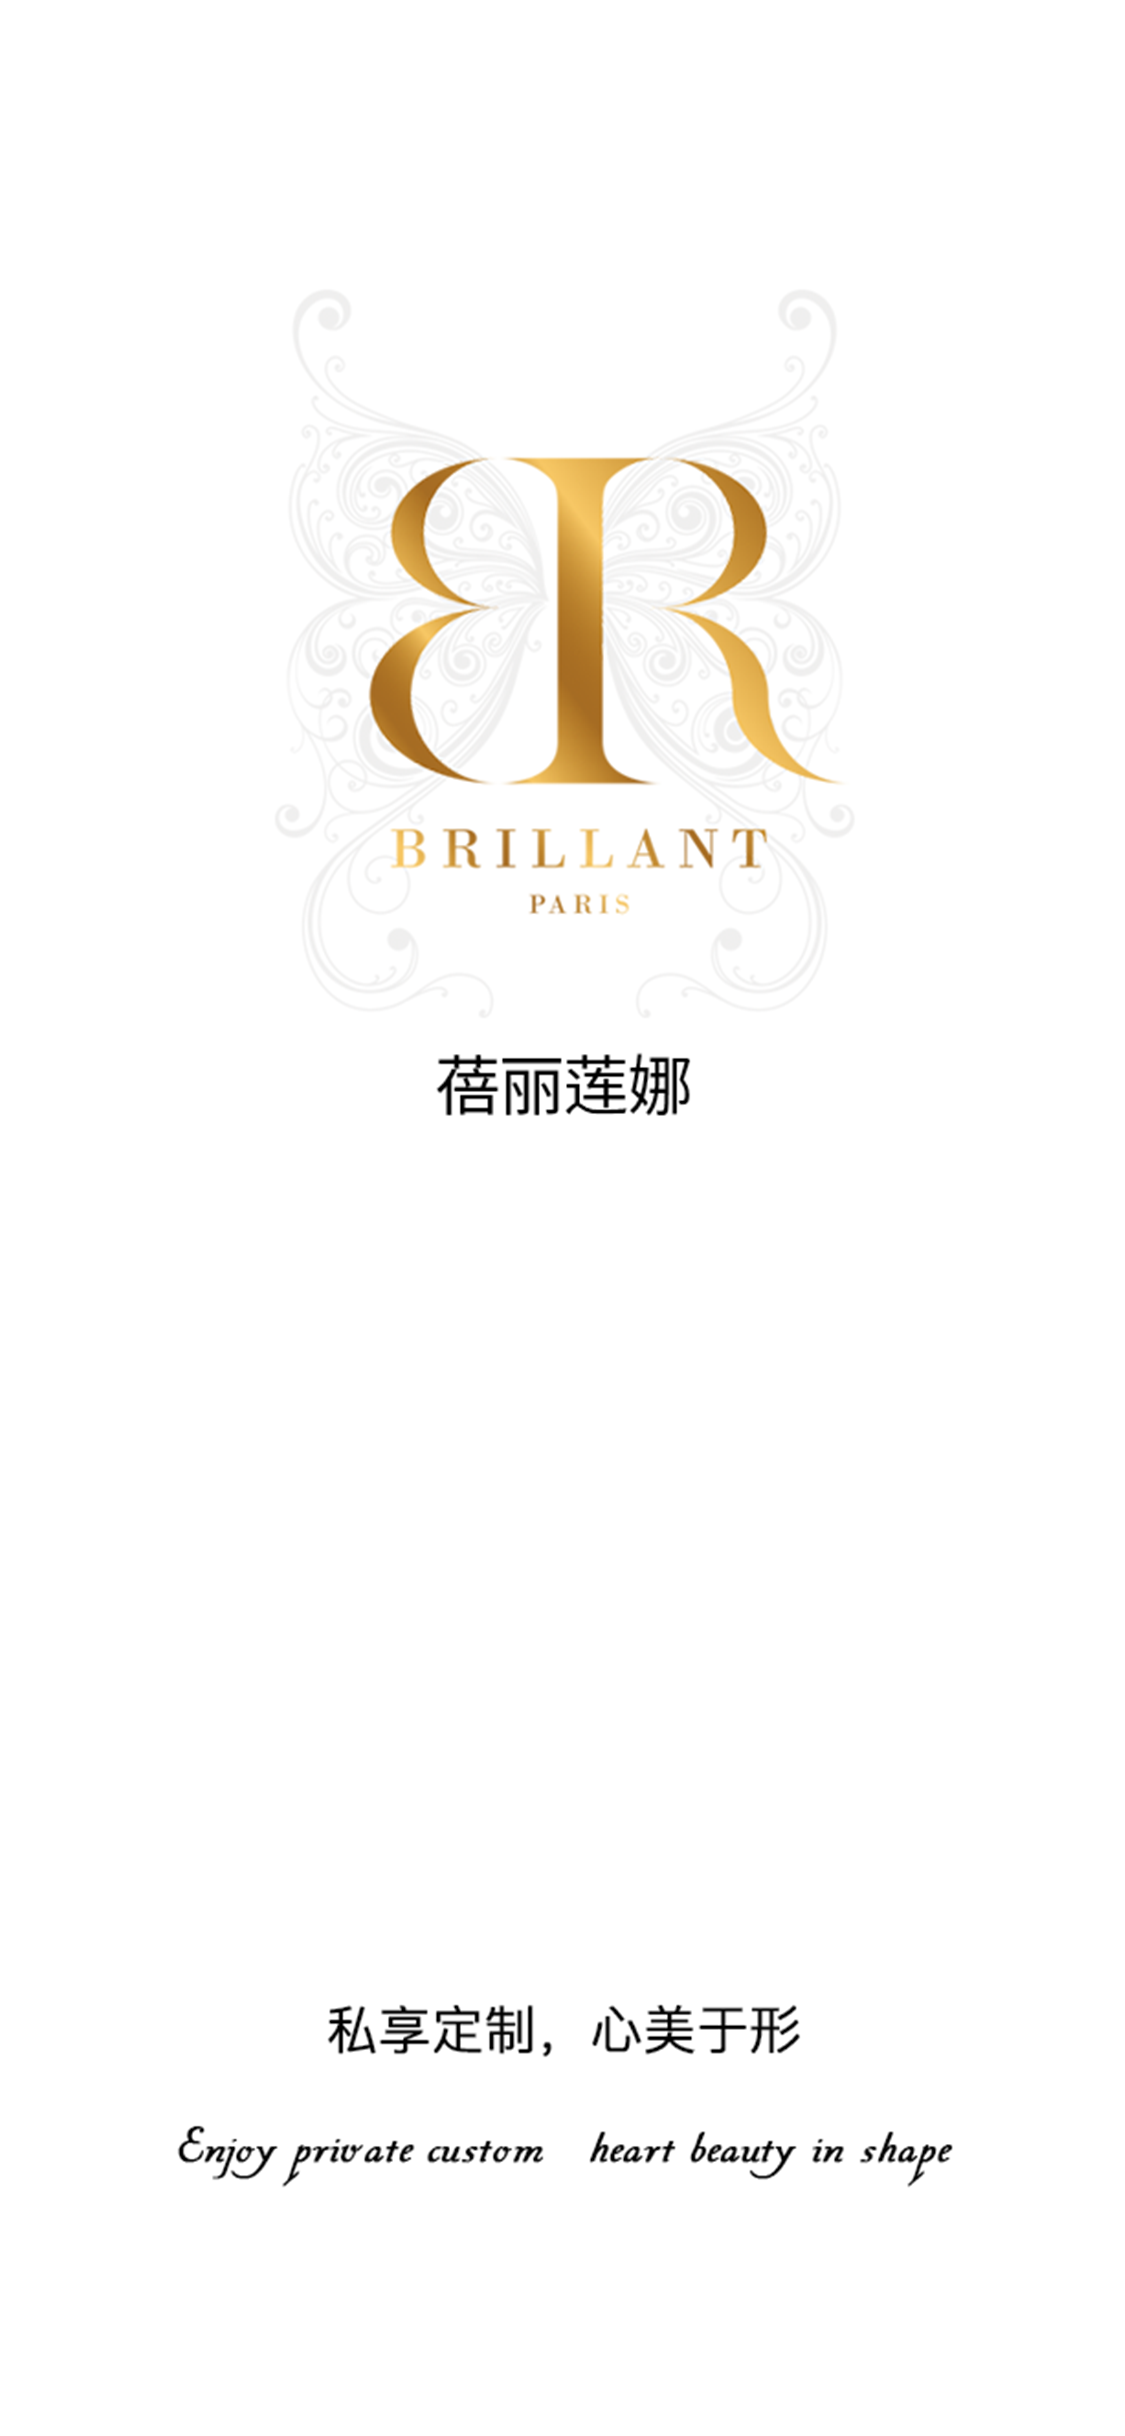 BR
BRILLANT
PARIS
蓓丽莲娜
私享定制，心美于形
Enjoy private custom heart beauty in shape